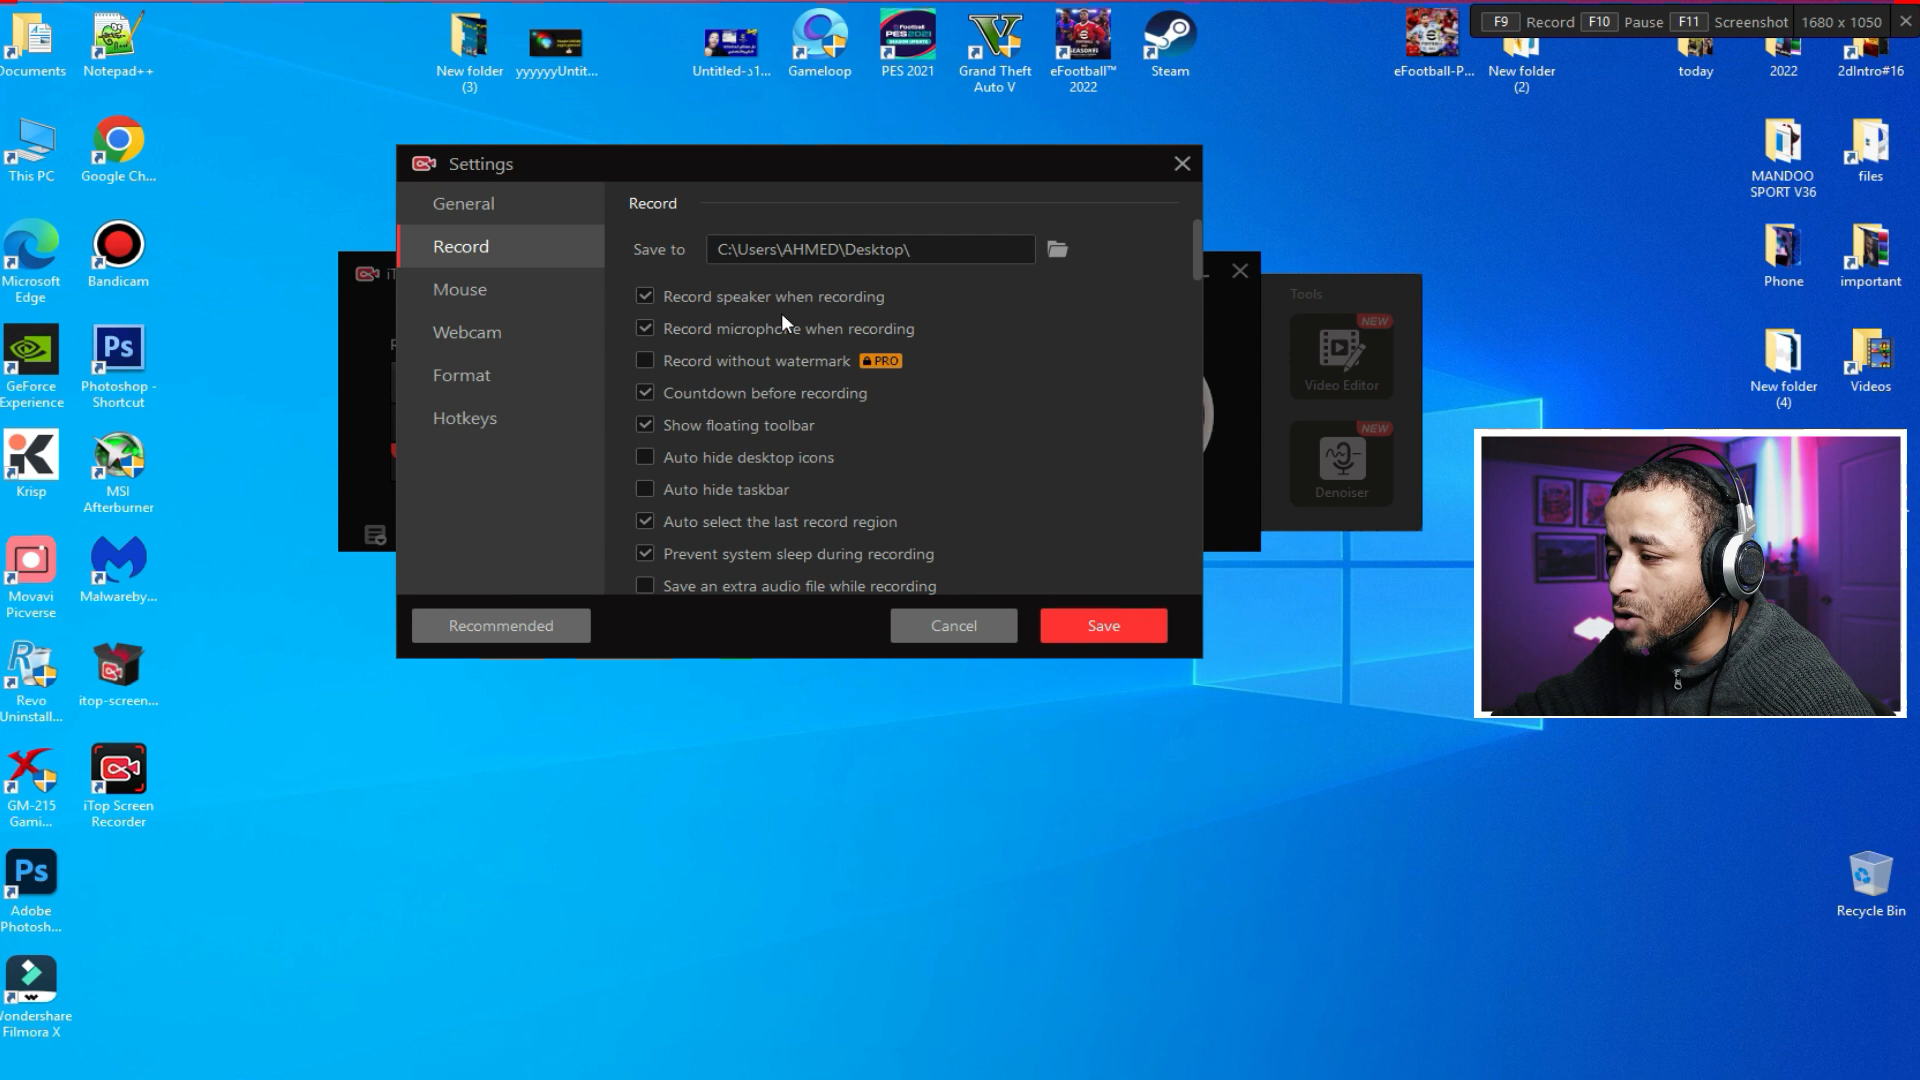 F9 Record F10 Pause F11 Screenshot 1680 x 1050
Documents
Notepad++
New folder
(3)
yyyyyyUntit...
Gameloop
PES 2021
Grand Theft
Auto V
eFootball™
2022
Steam
eFootball-P...
New folder
(2)
today
2022
2dIntro#16
This PC
Google Ch...
MANDOO
SPORT V36
files
Microsoft
Edge
Bandicam
Phone
important
GeForce
Experience
Photoshop -
Shortcut
New folder
(4)
Videos
Krisp
MSI
Afterburner
Movavi
Picverse
Malwareby...
Revo
Uninstall...
itop-screen...
GM-215
Gami...
iTop Screen
Recorder
Adobe
Photosh...
Wondershare
Filmora X
Recycle Bin
Settings
General
Record
Mouse
Webcam
Format
Hotkeys
Record
Save to C:\Users\AHMED\Desktop\
Record speaker when recording
Record microphone when recording
Record without watermark PRO
Countdown before recording
Show floating toolbar
Auto hide desktop icons
Auto hide taskbar
Auto select the last record region
Prevent system sleep during recording
Save an extra audio file while recording
Recommended
Cancel
Save
Tools
NEW
Video Editor
NEW
Denoiser